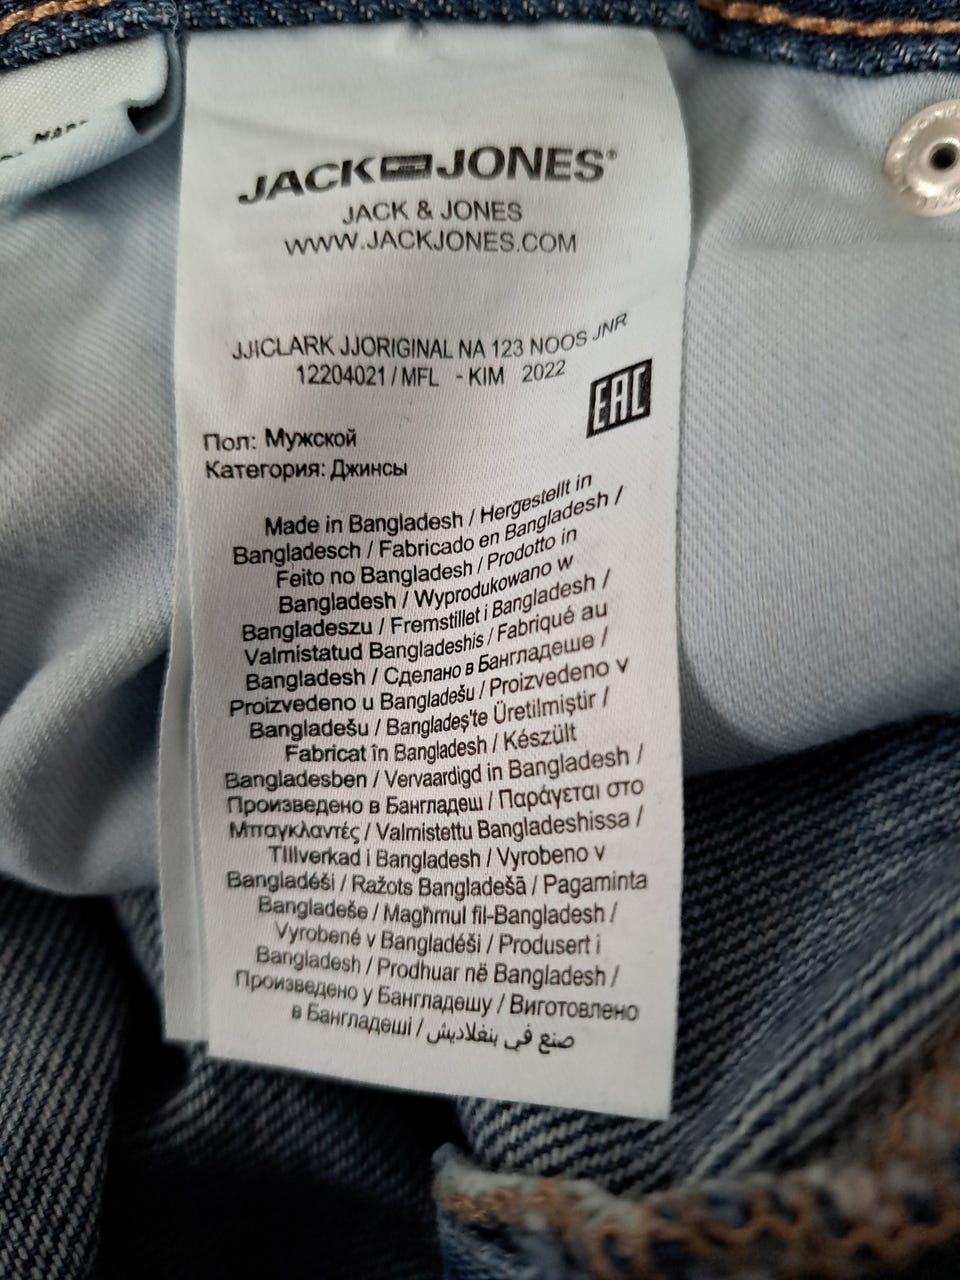 JACK JONES®
JACK & JONES
WWW.JACKJONES.COM
JJICLARK JJORIGINAL NA 123 NOOS JNR
12204021 / MFL - KIM 2022
EAC
Пол: Мужской
Категория: Джинсы
Made in Bangladesh / Hergestellt in
Bangladesch / Fabricado en Bangladesh /
Feito no Bangladesh / Prodotto in
Bangladesh / Wyprodukowano w
Bangladeszu / Fremstillet i Bangladesh /
Valmistatud Bangladeshis / Fabriqué au
Bangladesh / Сделано в Бангладеше /
Proizvedeno u Bangladešu / Proizvedeno v
Bangladešu / Bangladeş'te Üretilmiştir /
Fabricat în Bangladesh / Készült
Bangladesben / Vervaardigd in Bangladesh /
Произведено в Бангладеш / Παράγεται στο
Μπαγκλαντές / Valmistettu Bangladeshissa /
TIllverkad i Bangladesh / Vyrobeno v
Bangladéši / Ražots Bangladešā / Pagaminta
Bangladeše / Magħmul fil-Bangladesh /
Vyrobené v Bangladéši / Produsert i
Bangladesh / Prodhuar në Bangladesh /
Произведено у Бангладешу / Виготовлено
в Бангладеші / صنع في بنغلاديش